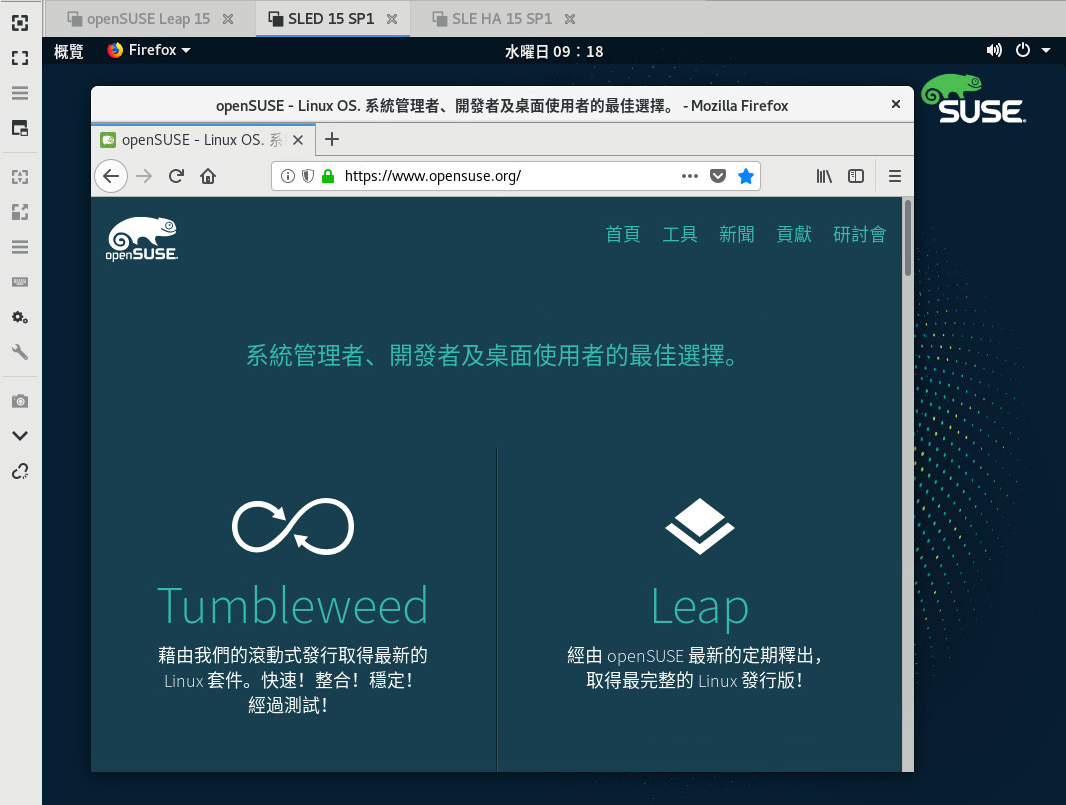 openSUSE Leap 15
SLED 15 SP1
SLE HA 15 SP1
概覽
Firefox
水曜日 09：18
SUSE
openSUSE - Linux OS. 系統管理者、開發者及桌面使用者的最佳選擇。 - Mozilla Firefox
openSUSE - Linux OS. 系
https://www.opensuse.org/
openSUSE.
首頁 工具 新聞 貢獻 研討會
系統管理者、開發者及桌面使用者的最佳選擇。
Tumbleweed
藉由我們的滾動式發行取得最新的
Linux 套件。快速！整合！穩定！
經過測試！
Leap
經由 openSUSE 最新的定期釋出，
取得最完整的 Linux 發行版！